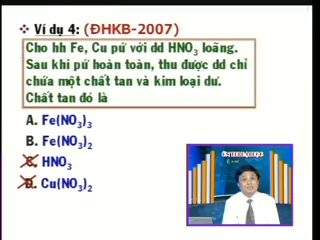 ❖ Ví dụ 4: (ĐHKB-2007)
Cho hh Fe, Cu pứ với dd HNO₃ loãng.
Sau khi pứ hoàn toàn, thu được dd chỉ
chứa một chất tan và kim loại dư.
Chất tan đó là
A. Fe(NO₃)₃
B. Fe(NO₃)₂
C. HNO₃
D. Cu(NO₃)₂